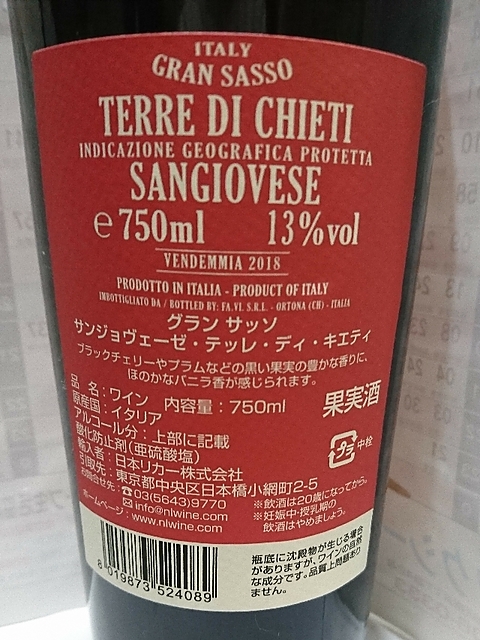 ITALY
GRAN SASSO
TERRE DI CHIETI
INDICAZIONE GEOGRAFICA PROTETTA
SANGIOVESE
e 750ml 13%vol
VENDEMMIA 2018
PRODOTTO IN ITALIA - PRODUCT OF ITALY
IMBOTTIGLIATO DA / BOTTLED BY: FA.VI. S.R.L. - ORTONA (CH) - ITALIA
グラン サッソ
サンジョヴェーゼ・テッレ・ディ・キエティ
ブラックチェリーやプラムなどの黒い果実の豊かな香りに、
ほのかなバニラ香が感じられます。
品 名：ワイン 内容量：750ml
果実酒
原産国：イタリア
アルコール分：上部に記載
酸化防止剤(亜硫酸塩)
プラ 中栓
輸入者：日本リカー株式会社
引取先：東京都中央区日本橋小網町2-5
お問合せ先：☎03(5643)9770
✉info@nlwine.com
ホームページ：www.nlwine.com
※飲酒は20歳になってから。
※妊娠中・授乳期の
飲酒はやめましょう。
瓶底に沈殿物が生じる場合
がありますが、ワインの自然
な成分です。品質上問題あり
ません。
8 019873 524089